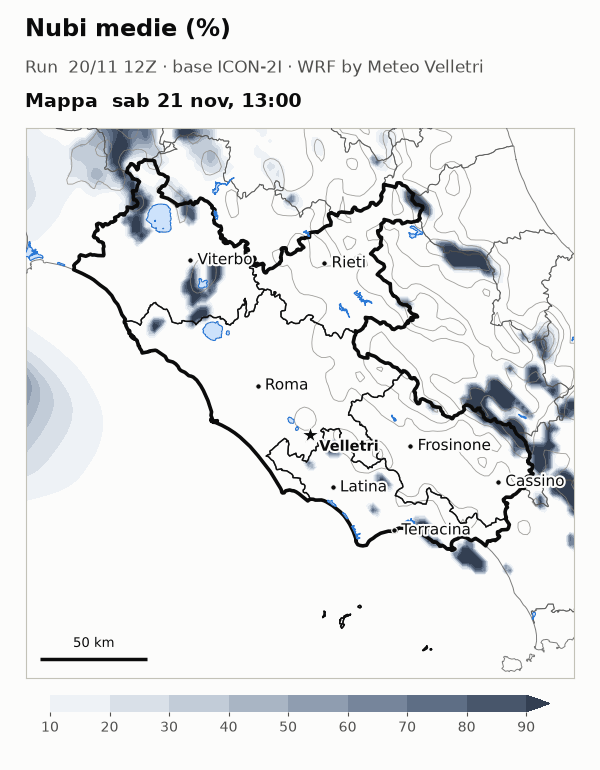 Nubi medie (%)
Run  20/11 12Z · base ICON-2I · WRF by Meteo Velletri
Mappa  sab 21 nov, 13:00
Viterbo
Rieti
Roma
Velletri
Frosinone
Latina
Cassino
Terracina
50 km
10 20 30 40 50 60 70 80 90